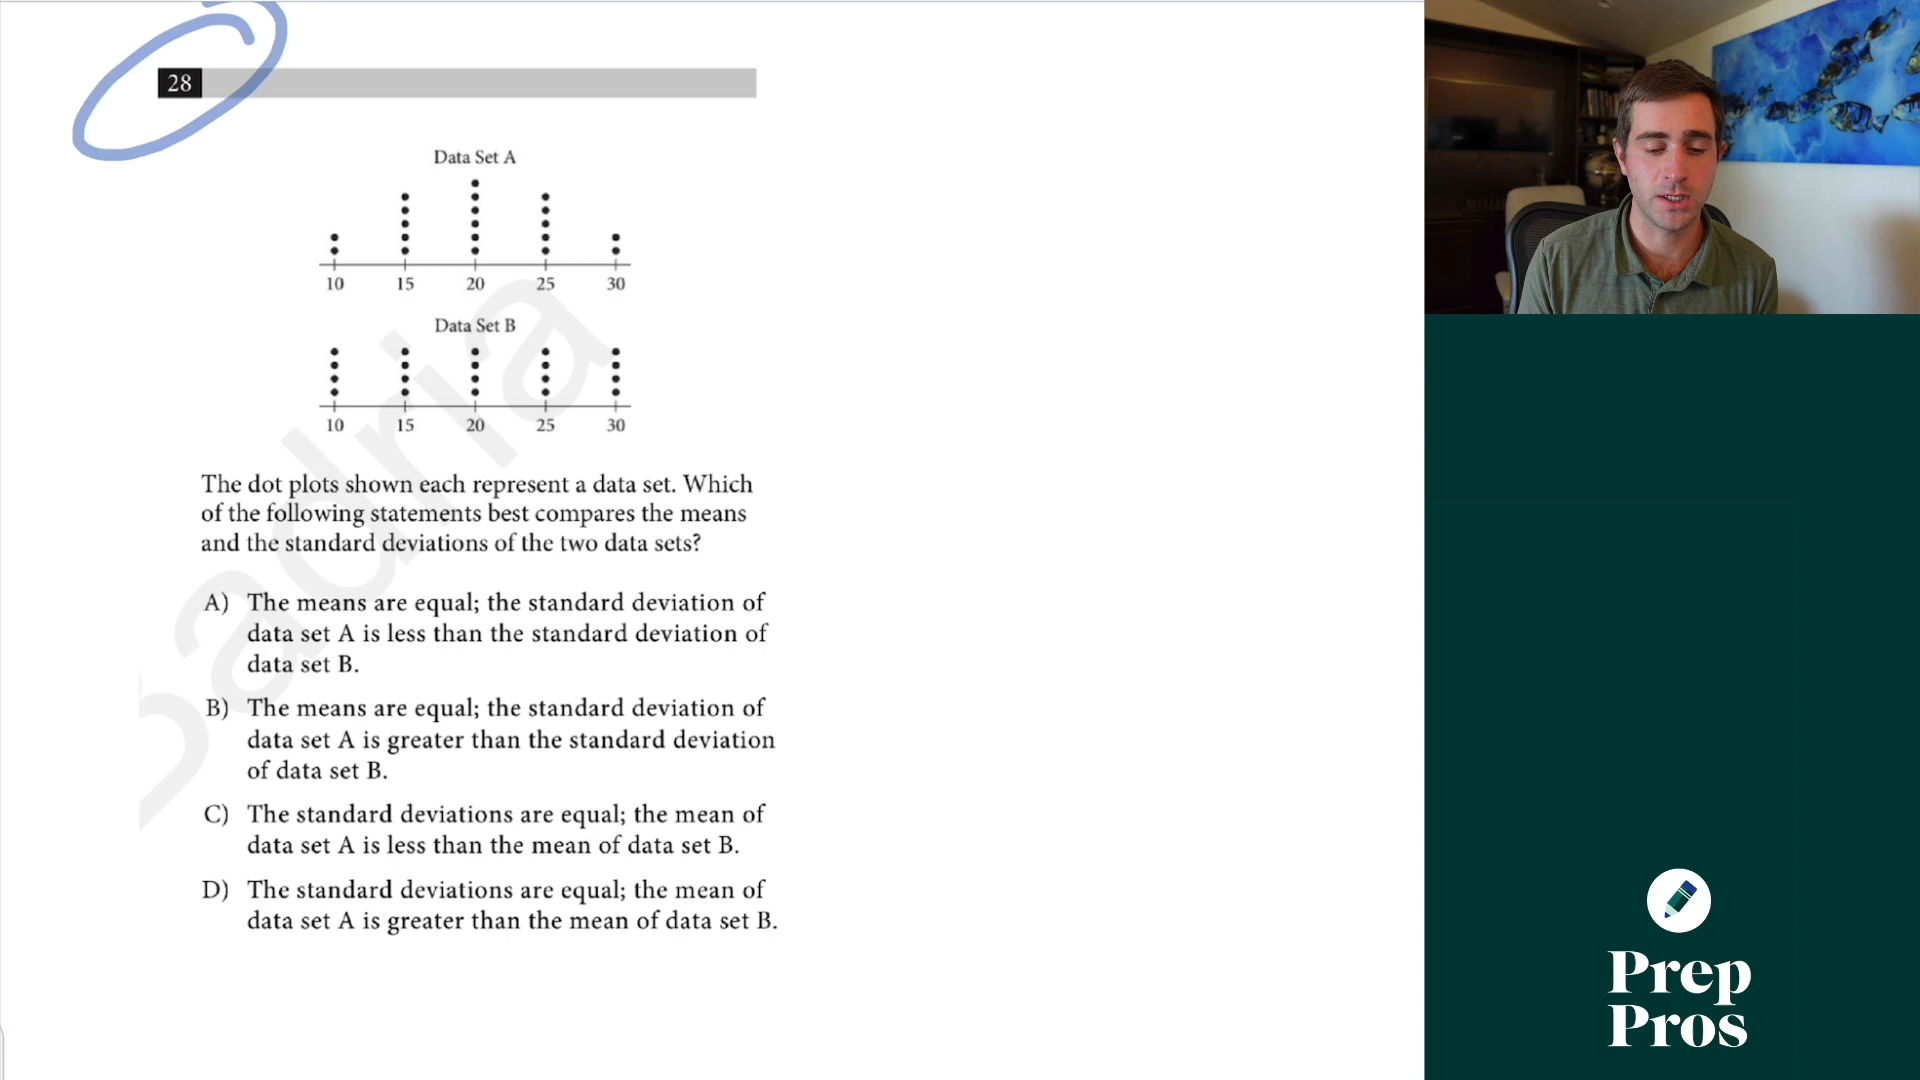 28
Data Set A
10 15 20 25 30
Data Set B
10 15 20 25 30
The dot plots shown each represent a data set. Which
of the following statements best compares the means
and the standard deviations of the two data sets?
A) The means are equal; the standard deviation of
data set A is less than the standard deviation of
data set B.
B) The means are equal; the standard deviation of
data set A is greater than the standard deviation
of data set B.
C) The standard deviations are equal; the mean of
data set A is less than the mean of data set B.
D) The standard deviations are equal; the mean of
data set A is greater than the mean of data set B.
Prep
Pros